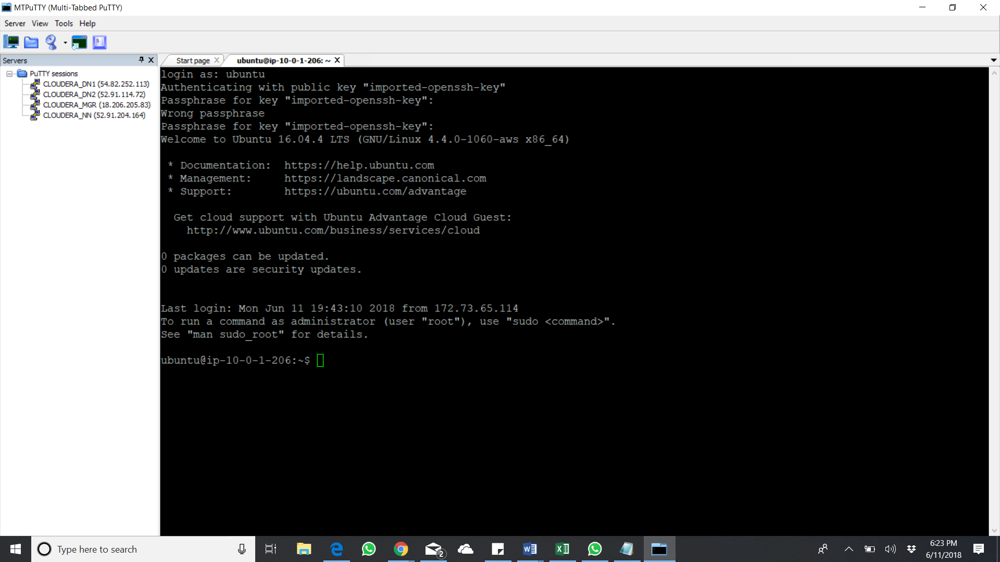 MTPuTTY (Multi-Tabbed PuTTY)
Server View Tools Help
Servers
PuTTY sessions
CLOUDERA_DN1 (54.82.252.113)
CLOUDERA_DN2 (52.91.114.72)
CLOUDERA_MGR (18.206.205.83)
CLOUDERA_NN (52.91.204.164)
Start page
ubuntu@ip-10-0-1-206: ~
login as: ubuntu
Authenticating with public key "imported-openssh-key"
Passphrase for key "imported-openssh-key":
Wrong passphrase
Passphrase for key "imported-openssh-key":
Welcome to Ubuntu 16.04.4 LTS (GNU/Linux 4.4.0-1060-aws x86_64)
* Documentation:  https://help.ubuntu.com
* Management:     https://landscape.canonical.com
* Support:        https://ubuntu.com/advantage
Get cloud support with Ubuntu Advantage Cloud Guest:
http://www.ubuntu.com/business/services/cloud
0 packages can be updated.
0 updates are security updates.
Last login: Mon Jun 11 19:43:10 2018 from 172.73.65.114
To run a command as administrator (user "root"), use "sudo <command>".
See "man sudo_root" for details.
ubuntu@ip-10-0-1-206:~$
Type here to search
2
6:23 PM
6/11/2018